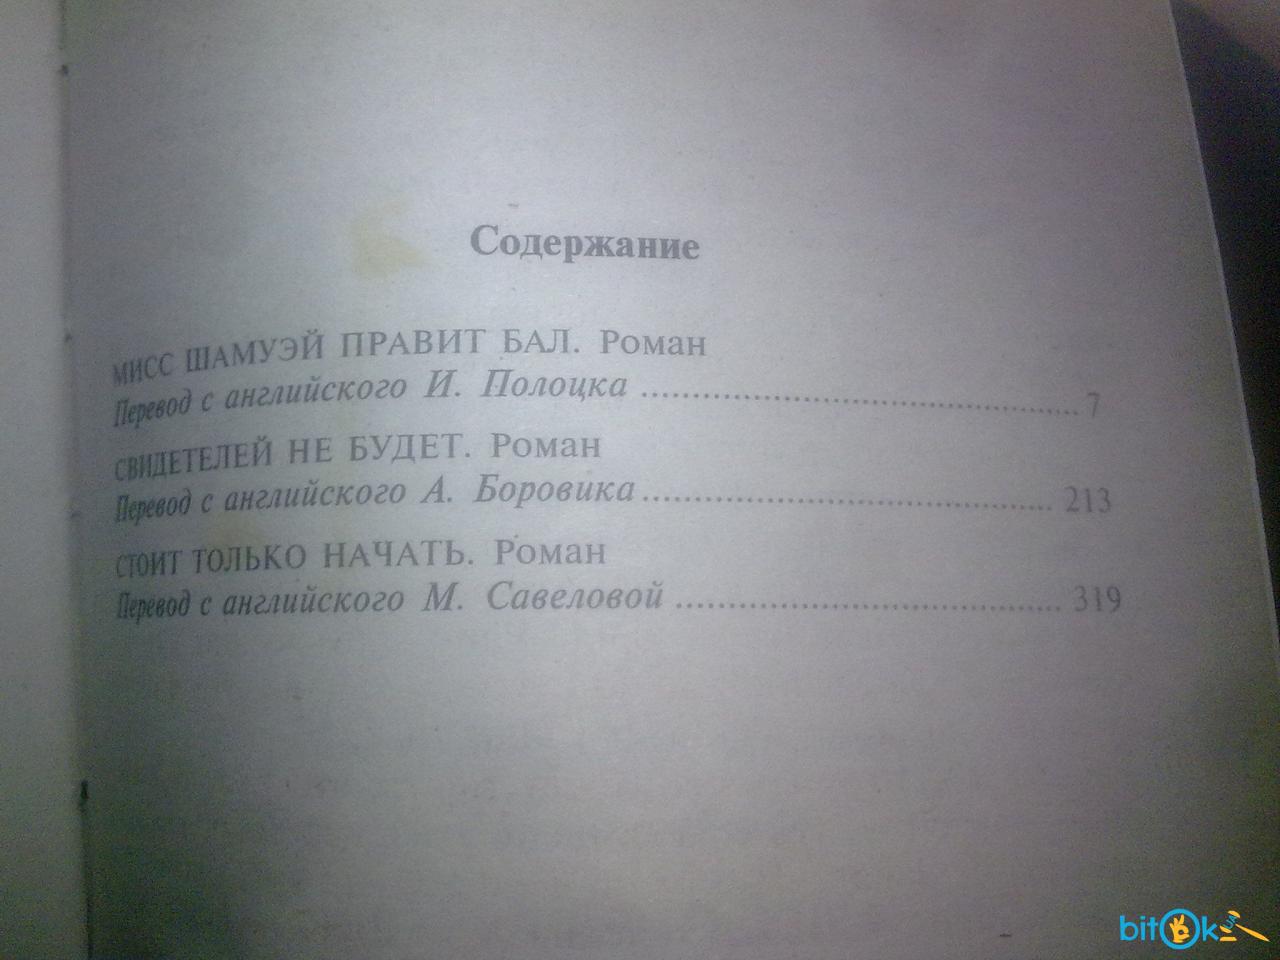 Содержание
МИСС ШАМУЭЙ ПРАВИТ БАЛ. Роман
Перевод с английского И. Полоцка ........................................ 7
СВИДЕТЕЛЕЙ НЕ БУДЕТ. Роман
Перевод с английского А. Боровика ........................................ 213
СТОИТ ТОЛЬКО НАЧАТЬ. Роман
Перевод с английского М. Савеловой ........................................ 319
bitOk UA